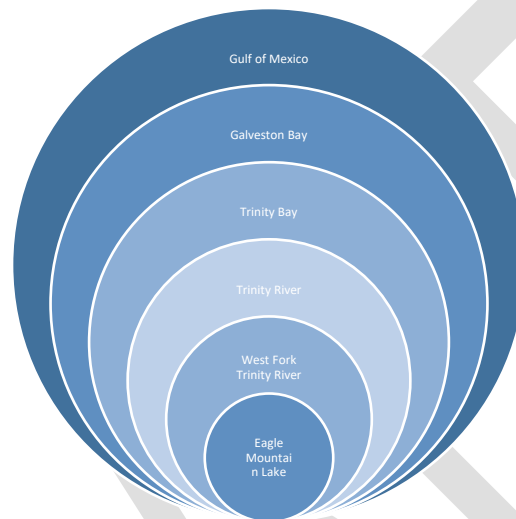 Gulf of Mexico
Galveston Bay
Trinity Bay
Trinity River
West Fork
Trinity River
Eagle
Mountai
n Lake